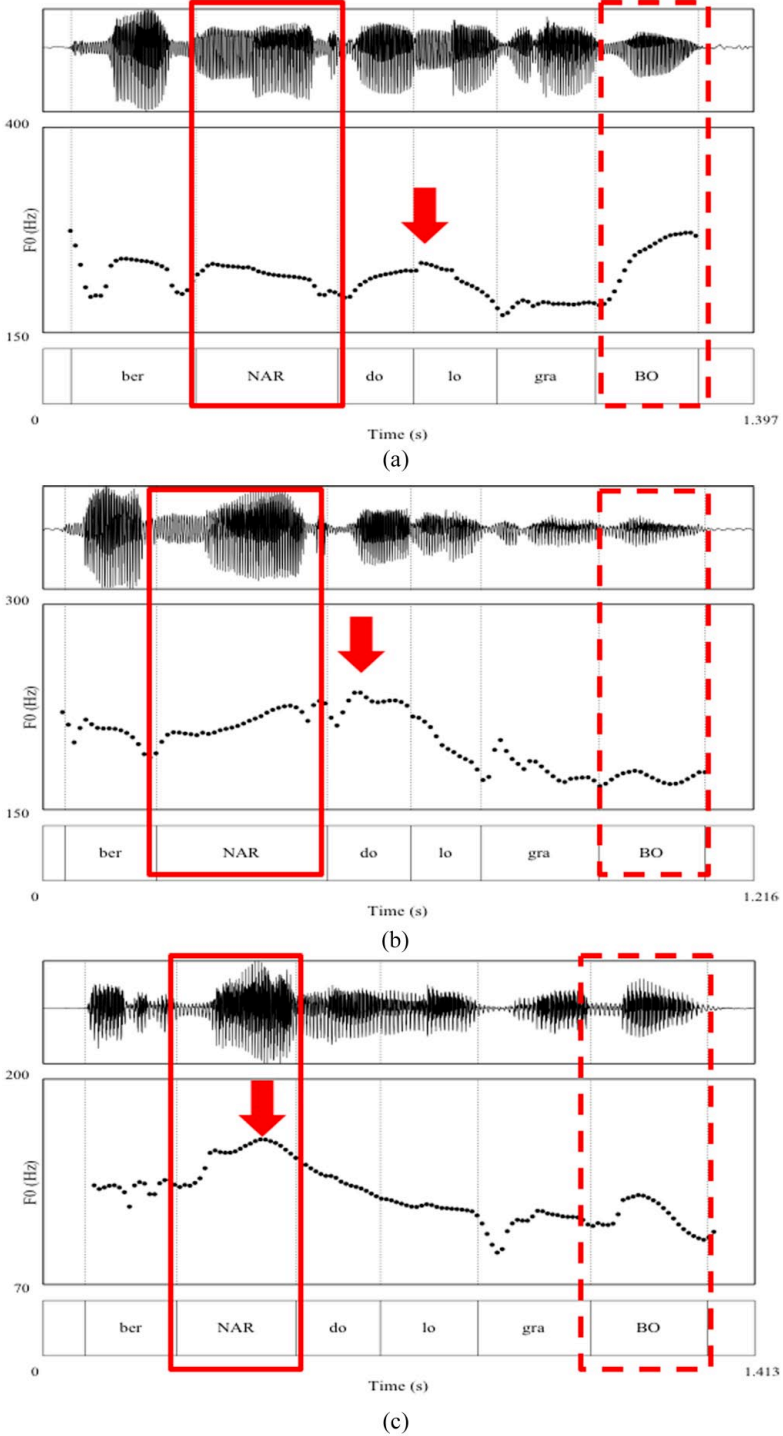 400
F0 (Hz)
150
ber NAR do lo gra BO
0 1.397
Time (s)
(a)
300
F0 (Hz)
150
ber NAR do lo gra BO
0 1.216
Time (s)
(b)
200
F0 (Hz)
70
ber NAR do lo gra BO
0 1.413
Time (s)
(c)